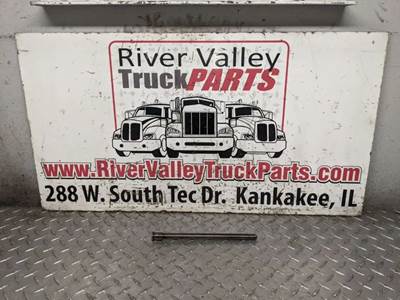 River Valley
TruckPARTS
www.RiverValleyTruckParts.com
288 W. South Tec Dr. Kankakee, IL